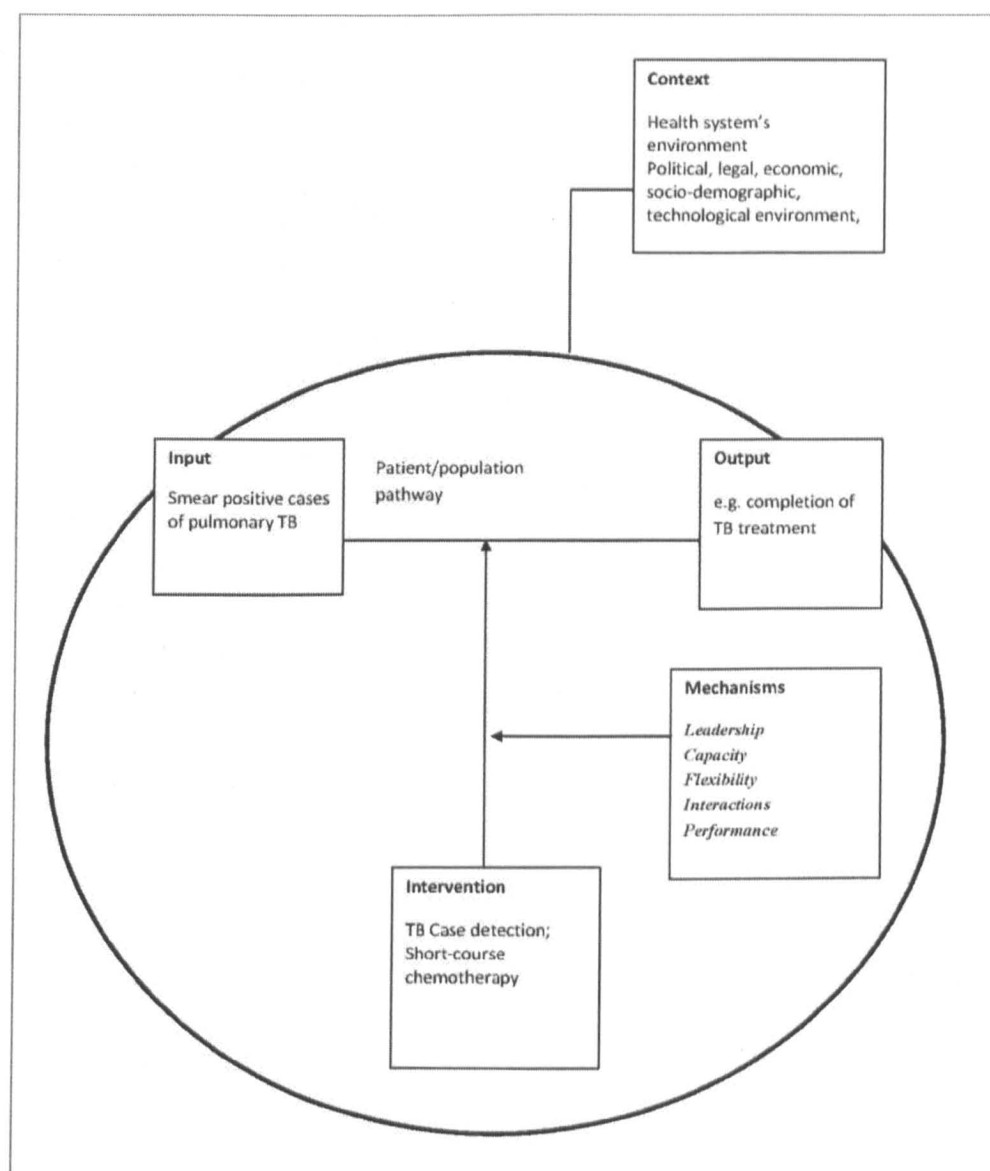 Context
Health system's
environment
Political, legal, economic,
socio-demographic,
technological environment,
Input
Smear positive cases
of pulmonary TB
Patient/population
pathway
Output
e.g. completion of
TB treatment
Mechanisms
Leadership
Capacity
Flexibility
Interactions
Performance
Intervention
TB Case detection;
Short-course
chemotherapy